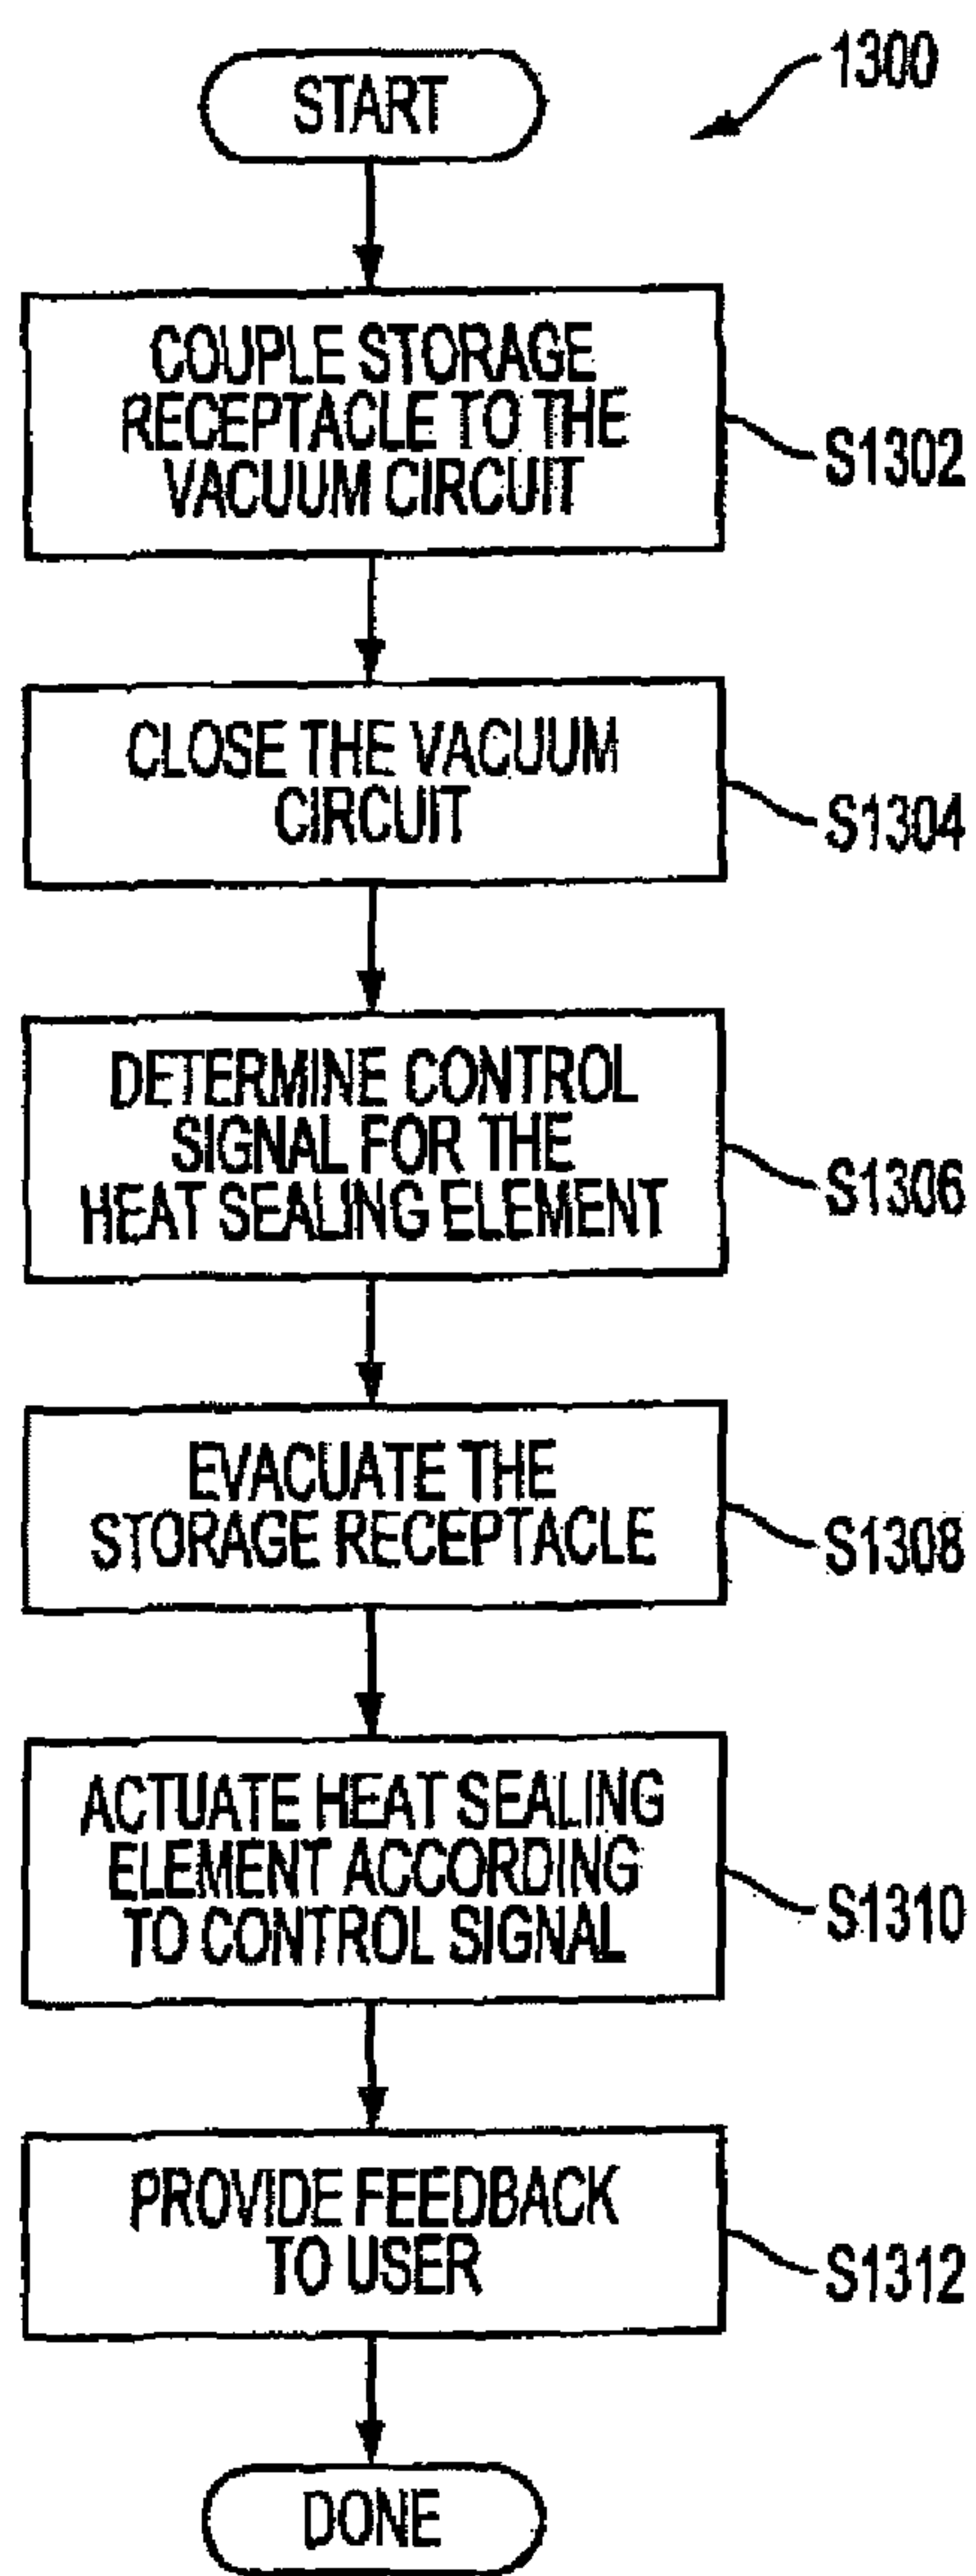 1300
START
COUPLE STORAGE
RECEPTACLE TO THE
VACUUM CIRCUIT
S1302
CLOSE THE VACUUM
CIRCUIT
S1304
DETERMINE CONTROL
SIGNAL FOR THE
HEAT SEALING ELEMENT
S1306
EVACUATE THE
STORAGE RECEPTACLE
S1308
ACTUATE HEAT SEALING
ELEMENT ACCORDING
TO CONTROL SIGNAL
S1310
PROVIDE FEEDBACK
TO USER
S1312
DONE